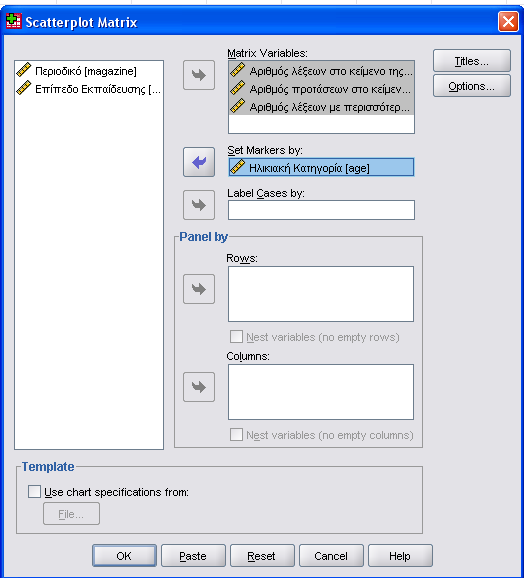 Scatterplot Matrix
Περιοδικό [magazine]
Επίπεδο Εκπαίδευσης [...
Matrix Variables:
Αριθμός λέξεων στο κείμενο της...
Αριθμός προτάσεων στο κείμεν...
Αριθμός λέξεων με περισσότερ...
Set Markers by:
Ηλικιακή Κατηγορία [age]
Label Cases by:
Panel by
Rows:
Nest variables (no empty rows)
Columns:
Nest variables (no empty columns)
Titles...
Options...
Template
Use chart specifications from:
File...
OK
Paste
Reset
Cancel
Help